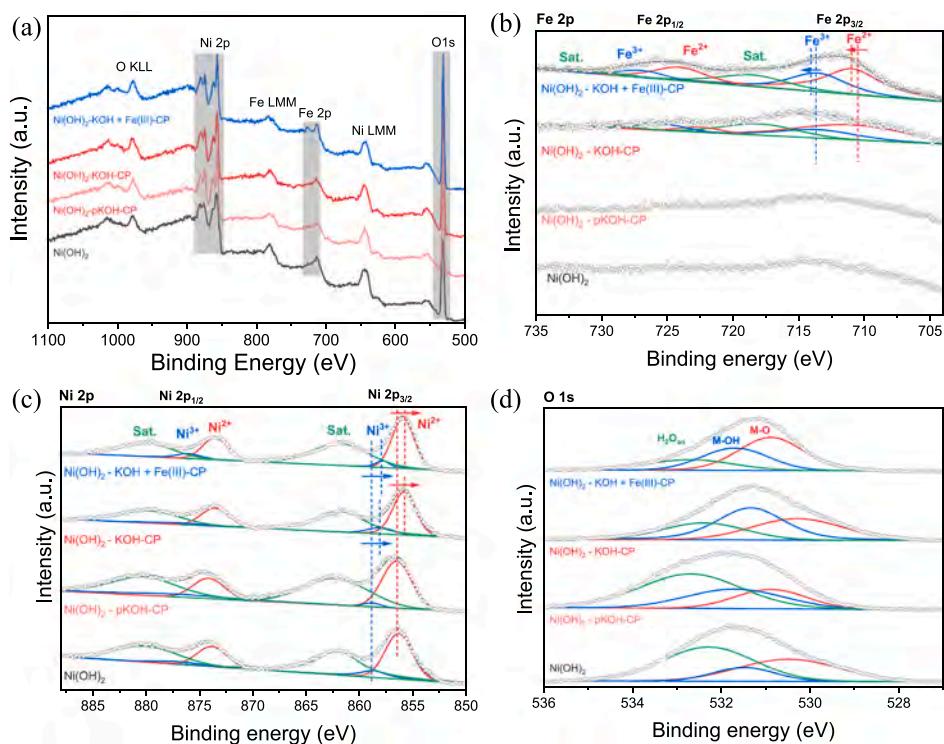 (a)
Ni 2p
O1s
O KLL
Fe LMM
Fe 2p
Ni LMM
Ni(OH)₂-KOH + Fe(III)-CP
Ni(OH)₂-KOH-CP
Ni(OH)₂-pKOH-CP
Ni(OH)₂
Intensity (a.u.)
1100 1000 900 800 700 600 500
Binding Energy (eV)
(b)
Fe 2p Fe 2p1/2 Fe 2p3/2
Sat. Fe³⁺ Fe²⁺ Sat. Fe³⁺ Fe²⁺
Ni(OH)₂ - KOH + Fe(III)-CP
Ni(OH)₂ - KOH-CP
Ni(OH)₂ - pKOH-CP
Ni(OH)₂
Intensity (a.u.)
735 730 725 720 715 710 705
Binding energy (eV)
(c)
Ni 2p Ni 2p1/2 Ni 2p3/2
Sat. Ni³⁺ Ni²⁺ Sat. Ni³⁺ Ni²⁺
Ni(OH)₂ - KOH + Fe(III)-CP
Ni(OH)₂ - KOH-CP
Ni(OH)₂ - pKOH-CP
Ni(OH)₂
Intensity (a.u.)
885 880 875 870 865 860 855 850
Binding energy (eV)
(d)
O 1s
H₂Oad M-OH M-O
Ni(OH)₂ - KOH + Fe(III)-CP
Ni(OH)₂ - KOH-CP
Ni(OH)₂ - pKOH-CP
Ni(OH)₂
Intensity (a.u.)
536 534 532 530 528
Binding energy (eV)